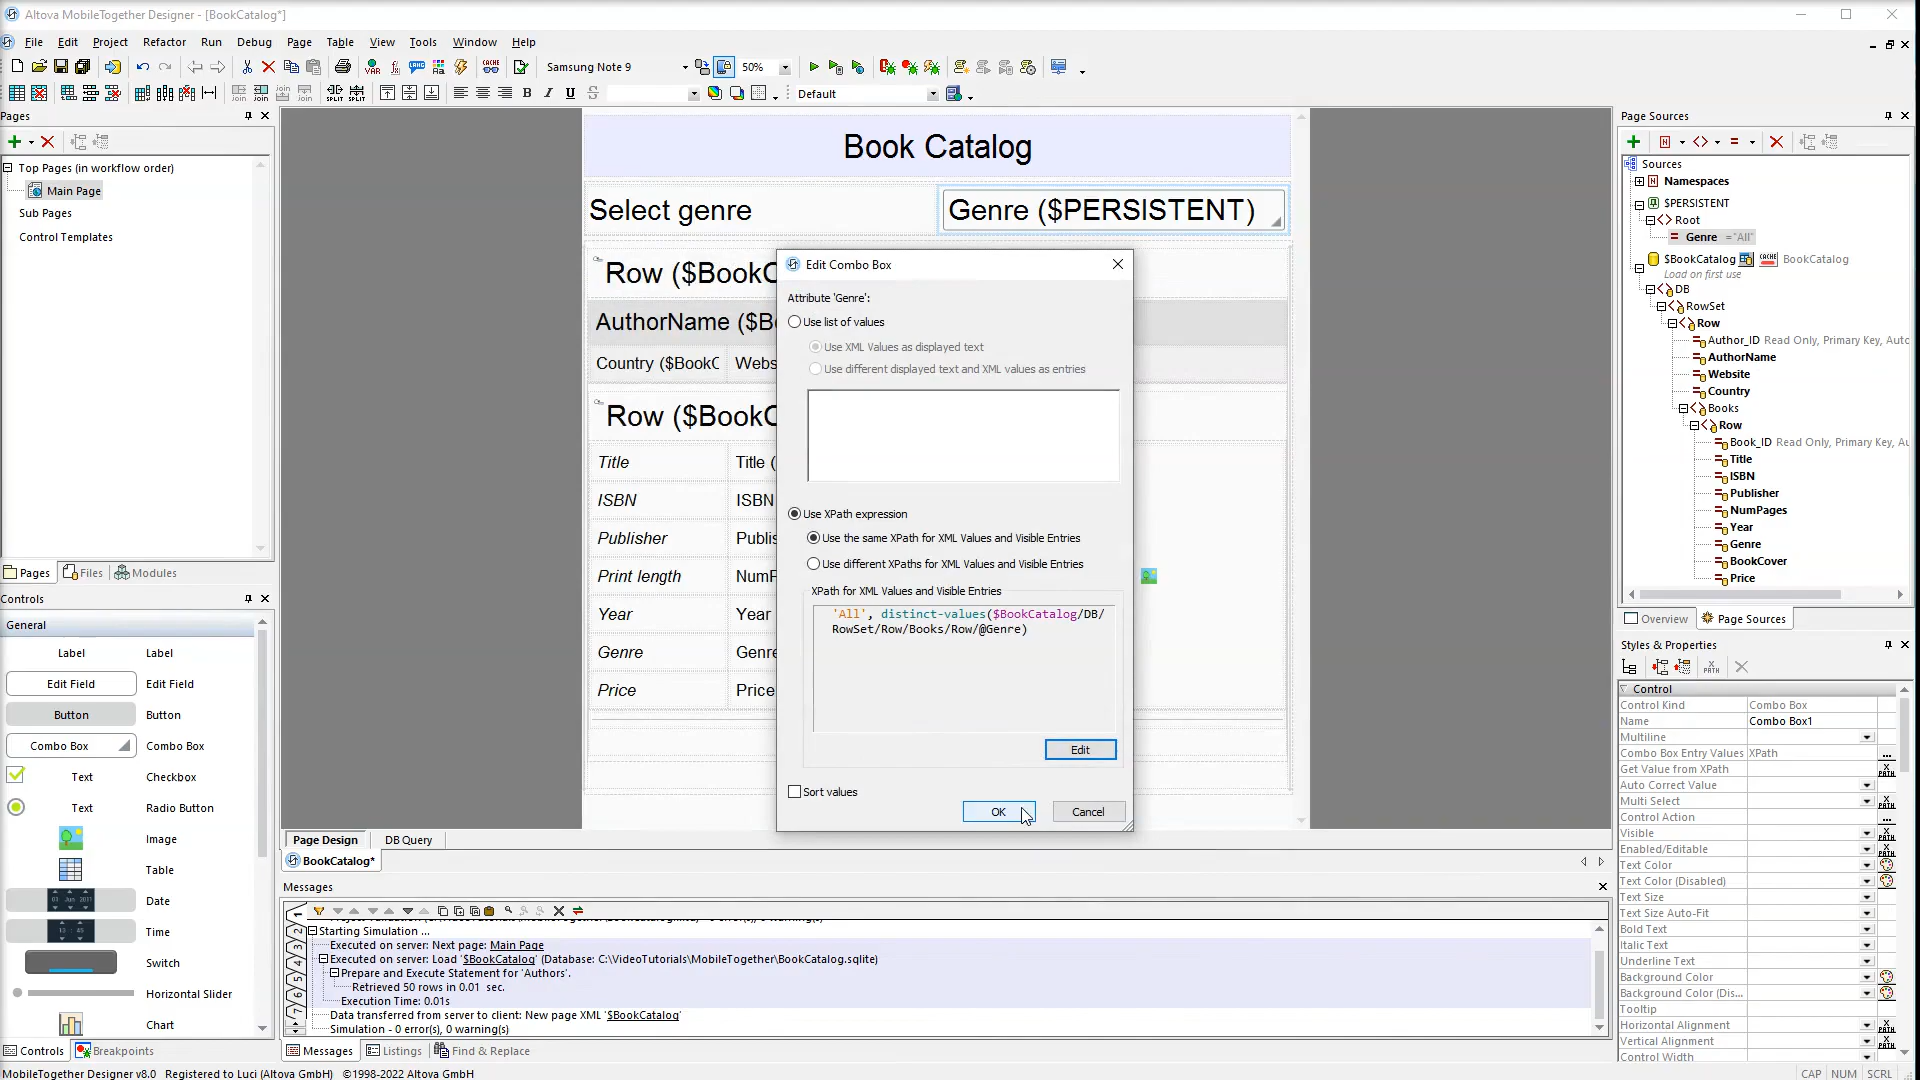 Altova MobileTogether Designer - [BookCatalog*]
File Edit Project Refactor Run Debug Page Table View Tools Window Help
Samsung Note 9
50%
Default
Pages
Top Pages (in workflow order)
Main Page
Sub Pages
Control Templates
Pages Files Modules
Controls
General
Label Label
Edit Field Edit Field
Button Button
Combo Box Combo Box
Text Checkbox
Text Radio Button
Image
Table
Date
Time
Switch
Horizontal Slider
Chart
Controls Breakpoints
Book Catalog
Select genre
Genre ($PERSISTENT)
Row ($BookC
AuthorName ($B
Country ($BookC Webs
Row ($BookC
Title Title (
ISBN ISBN
Publisher Publis
Print length NumF
Year Year
Genre Genre
Price Price
Edit Combo Box
Attribute 'Genre':
Use list of values
Use XML Values as displayed text
Use different displayed text and XML values as entries
Use XPath expression
Use the same XPath for XML Values and Visible Entries
Use different XPaths for XML Values and Visible Entries
XPath for XML Values and Visible Entries
'All', distinct-values($BookCatalog/DB/
RowSet/Row/Books/Row/@Genre)
Edit
Sort values
OK Cancel
Page Design DB Query
BookCatalog*
Messages
Starting Simulation ...
Executed on server: Next page: Main Page
Executed on server: Load '$BookCatalog' (Database: C:\VideoTutorials\MobileTogether\BookCatalog.sqlite)
Prepare and Execute Statement for 'Authors'.
Retrieved 50 rows in 0.01 sec.
Execution Time: 0.01s
Data transferred from server to client: New page XML '$BookCatalog'
Simulation - 0 error(s), 0 warning(s)
Messages Listings Find & Replace
Page Sources
Sources
Namespaces
$PERSISTENT
Root
Genre ="All"
$BookCatalog BookCatalog
Load on first use
DB
RowSet
Row
Author_ID Read Only, Primary Key, Auto
AuthorName
Website
Country
Books
Row
Book_ID Read Only, Primary Key, Au
Title
ISBN
Publisher
NumPages
Year
Genre
BookCover
Price
Overview Page Sources
Styles & Properties
Control
Control Kind Combo Box
Name Combo Box1
Multiline
Combo Box Entry Values XPath
Get Value from XPath
Auto Correct Value
Multi Select
Control Action
Visible
Enabled/Editable
Text Color
Text Color (Disabled)
Text Size
Text Size Auto-Fit
Bold Text
Italic Text
Underline Text
Background Color
Background Color (Dis...
Tooltip
Horizontal Alignment
Vertical Alignment
Control Width
MobileTogether Designer v8.0 Registered to Luci (Altova GmbH) ©1998-2022 Altova GmbH
CAP NUM SCRL